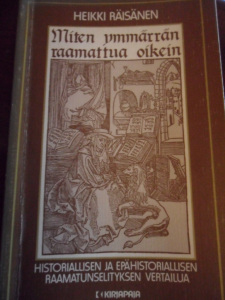 HEIKKI RÄISÄNEN
Miten ymmärrän
raamattua oikein
HISTORIALLISEN JA EPÄHISTORIALLISEN
RAAMATUNSELITYKSEN VERTAILUA
KIRJAPAJA